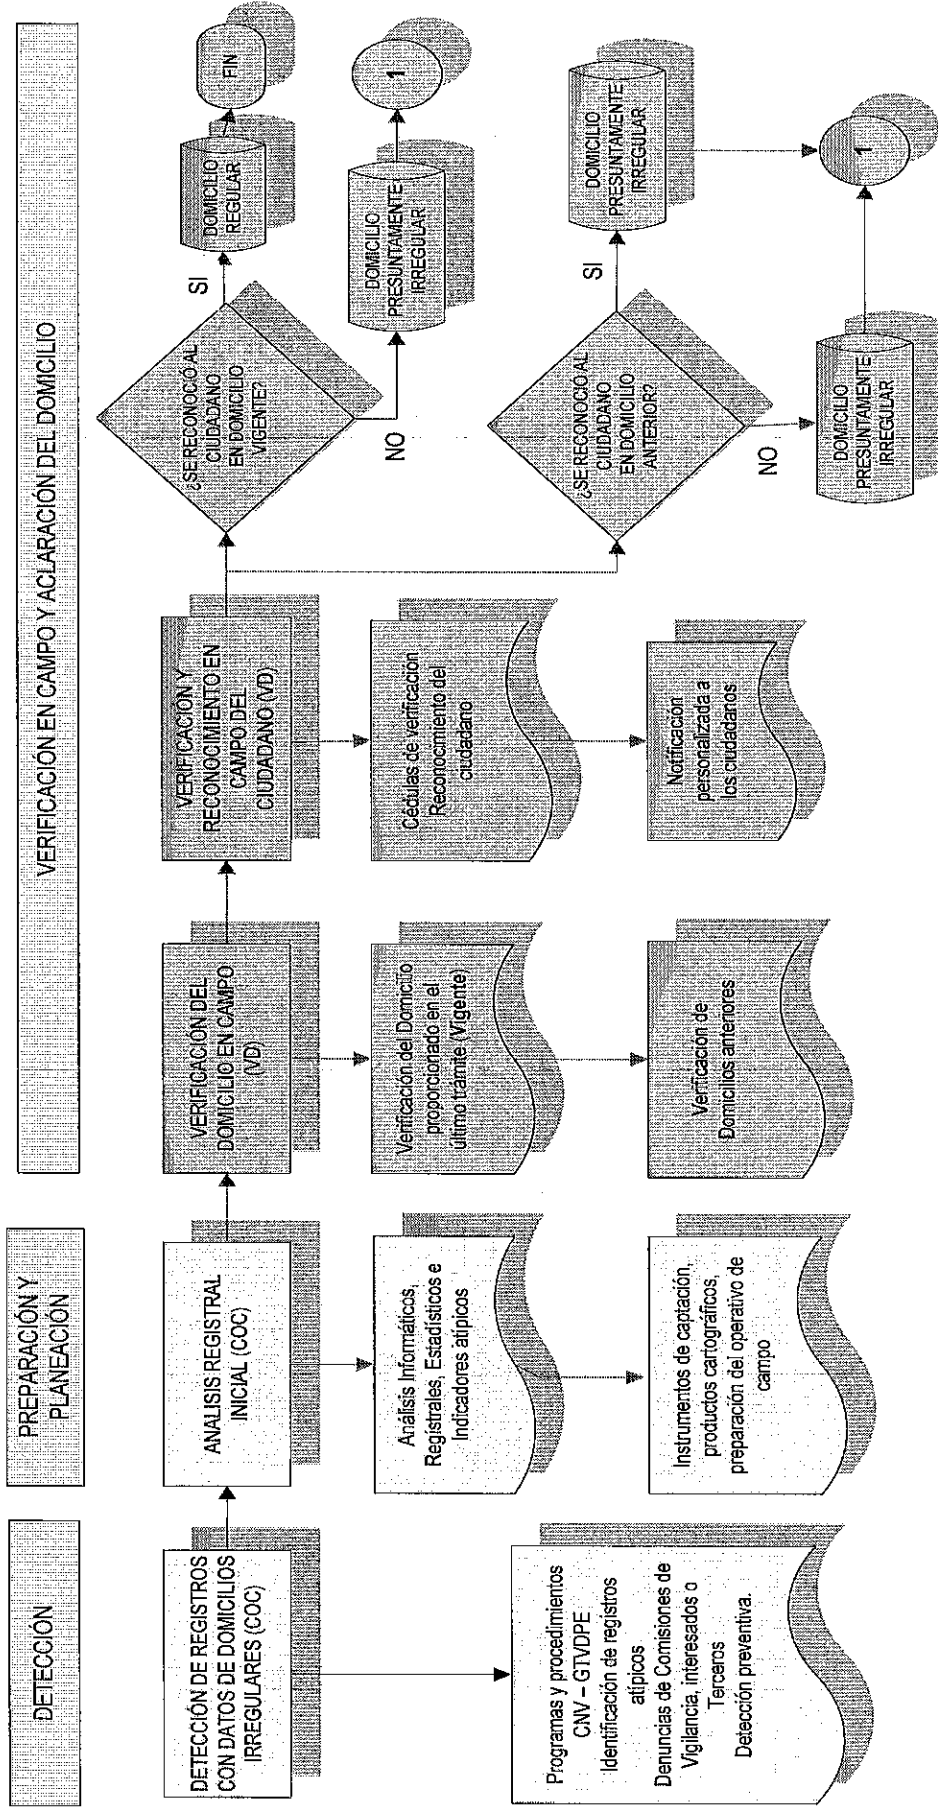 DETECCIÓN
PREPARACIÓN Y
PLANEACIÓN
VERIFICACIÓN EN CAMPO Y ACLARACIÓN DEL DOMICILIO
DETECCIÓN DE REGISTROS
CON DATOS DE DOMICILIOS
IRREGULARES (COC)
ANALISIS REGISTRAL
INICIAL (COC)
VERIFICACIÓN DEL
DOMICILIO EN CAMPO
(VD)
VERIFICACIÓN Y
RECONOCIMIENTO EN
CAMPO DEL
CIUDADANO (VD)
¿SE RECONOCIÓ AL
CIUDADANO
EN DOMICILIO
VIGENTE?
SI
DOMICILIO
REGULAR
FIN
NO
DOMICILIO
PRESUNTAMENTE
IRREGULAR
1
Programas y procedimientos
CNV – GTVDPE
Identificación de registros
atípicos
Denuncias de Comisiones de
Vigilancia, interesados o
Terceros
Detección preventiva.
Análisis Informáticos,
Registrales, Estadísticos e
Indicadores atípicos
Instrumentos de captación,
productos cartográficos,
preparación del operativo de
campo
Verificación del Domicilio
proporcionado en el
último trámite (Vigente)
Verificación de
Domicilios anteriores
Cédulas de verificación
Reconocimiento del
ciudadano
Notificación
personalizada a
los ciudadanos
¿SE RECONOCIÓ AL
CIUDADANO
EN DOMICILIO
ANTERIOR?
SI
DOMICILIO
PRESUNTAMENTE
IRREGULAR
NO
DOMICILIO
PRESUNTAMENTE
IRREGULAR
1